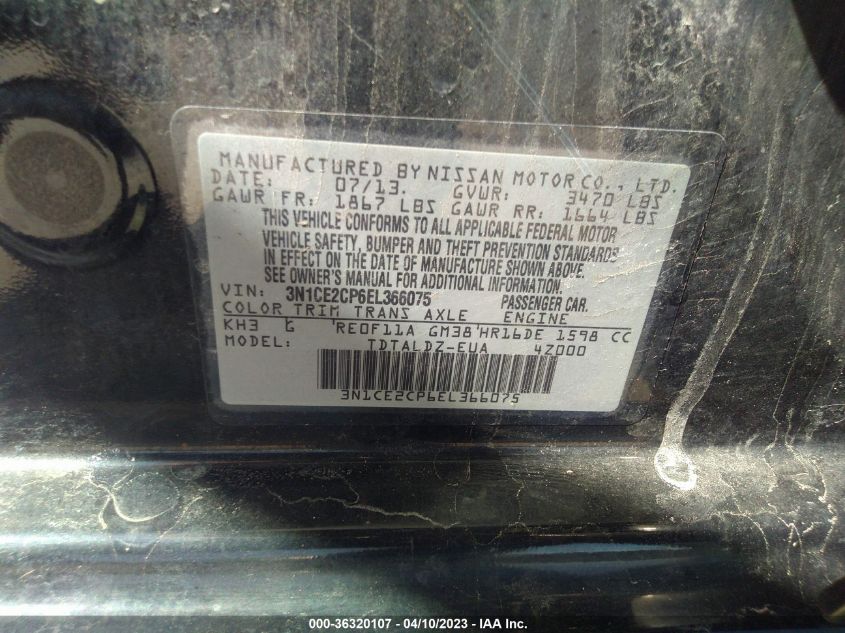 MANUFACTURED BY NISSAN MOTOR CO., LTD.
DATE: 07/13. GVWR: 3470 LBS
GAWR FR: 1867 LBS GAWR RR: 1664 LBS
THIS VEHICLE CONFORMS TO ALL APPLICABLE FEDERAL MOTOR
VEHICLE SAFETY, BUMPER AND THEFT PREVENTION STANDARDS
IN EFFECT ON THE DATE OF MANUFACTURE SHOWN ABOVE.
SEE OWNER'S MANUAL FOR ADDITIONAL INFORMATION.
VIN: 3N1CE2CP6EL366075 PASSENGER CAR.
COLOR TRIM TRANS AXLE ENGINE
KH3 G RE0F11A GM38 HR16DE 1598 CC
MODEL: TDTALDZ-EUA 4Z000
3N1CE2CP6EL366075
000-36320107 - 04/10/2023 - IAA Inc.